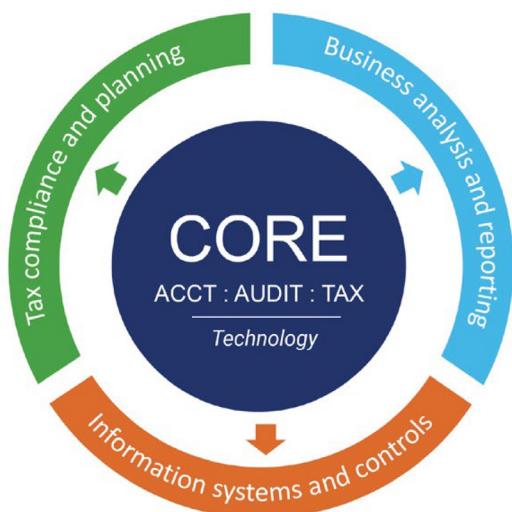 Tax compliance and planning
Business analysis and reporting
CORE
ACCT : AUDIT : TAX
Technology
Information systems and controls